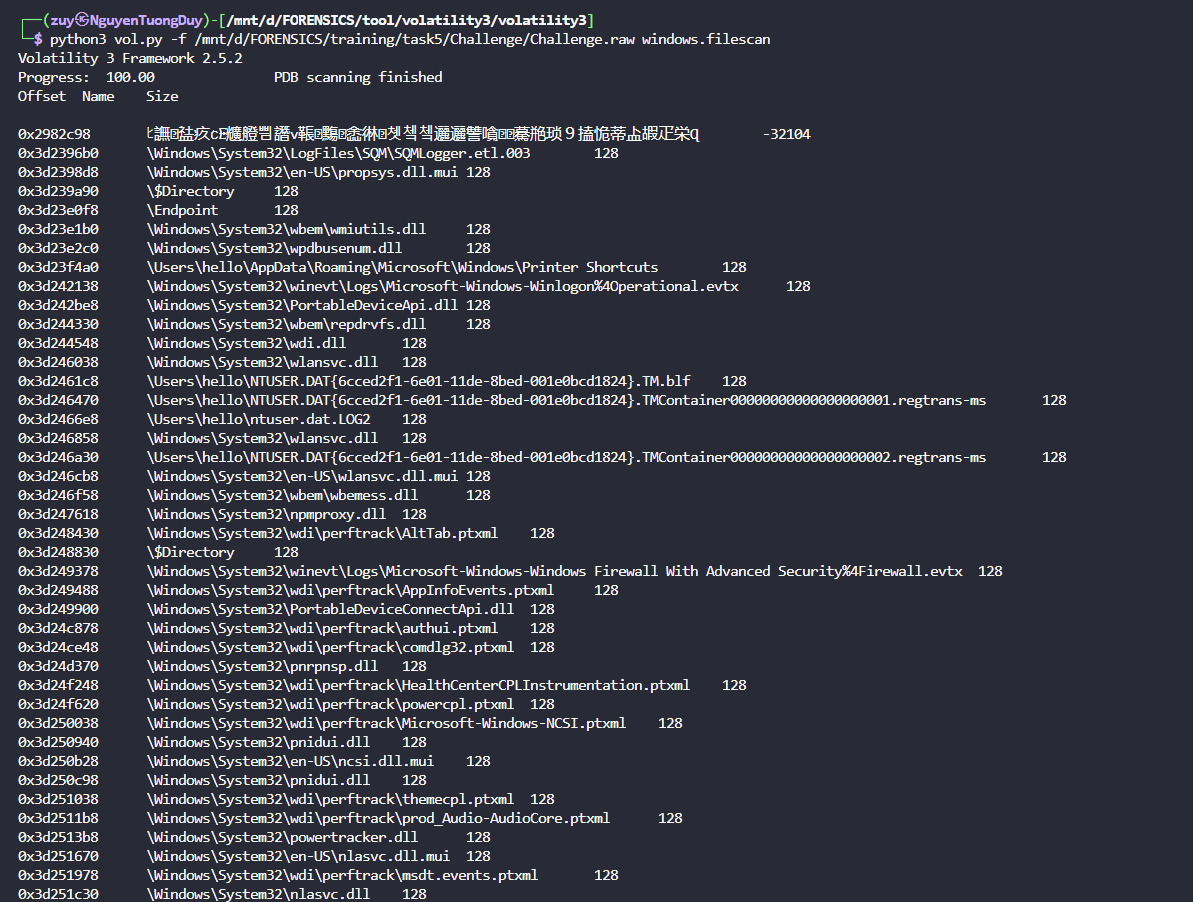 ┌──(zuy㉿NguyenTuongDuy)-[/mnt/d/FORENSICS/tool/volatility3/volatility3]
└─$ python3 vol.py -f /mnt/d/FORENSICS/training/task5/Challenge/Challenge.raw windows.filescan
Volatility 3 Framework 2.5.2
Progress:  100.00               PDB scanning finished
Offset  Name    Size
0x2982c98       -32104
0x3d2396b0      \Windows\System32\LogFiles\SQM\SQMLogger.etl.003        128
0x3d2398d8      \Windows\System32\en-US\propsys.dll.mui 128
0x3d239a90      \$Directory     128
0x3d23e0f8      \Endpoint       128
0x3d23e1b0      \Windows\System32\wbem\wmiutils.dll     128
0x3d23e2c0      \Windows\System32\wpdbusenum.dll        128
0x3d23f4a0      \Users\hello\AppData\Roaming\Microsoft\Windows\Printer Shortcuts        128
0x3d242138      \Windows\System32\winevt\Logs\Microsoft-Windows-Winlogon%4Operational.evtx      128
0x3d242be8      \Windows\System32\PortableDeviceApi.dll 128
0x3d244330      \Windows\System32\wbem\repdrvfs.dll     128
0x3d244548      \Windows\System32\wdi.dll       128
0x3d246038      \Windows\System32\wlansvc.dll   128
0x3d2461c8      \Users\hello\NTUSER.DAT{6cced2f1-6e01-11de-8bed-001e0bcd1824}.TM.blf    128
0x3d246470      \Users\hello\NTUSER.DAT{6cced2f1-6e01-11de-8bed-001e0bcd1824}.TMContainer00000000000000000001.regtrans-ms       128
0x3d2466e8      \Users\hello\ntuser.dat.LOG2    128
0x3d246858      \Windows\System32\wlansvc.dll   128
0x3d246a30      \Users\hello\NTUSER.DAT{6cced2f1-6e01-11de-8bed-001e0bcd1824}.TMContainer00000000000000000002.regtrans-ms       128
0x3d246cb8      \Windows\System32\en-US\wlansvc.dll.mui 128
0x3d246f58      \Windows\System32\wbem\wbemess.dll      128
0x3d247618      \Windows\System32\npmproxy.dll  128
0x3d248430      \Windows\System32\wdi\perftrack\AltTab.ptxml    128
0x3d248830      \$Directory     128
0x3d249378      \Windows\System32\winevt\Logs\Microsoft-Windows-Windows Firewall With Advanced Security%4Firewall.evtx  128
0x3d249488      \Windows\System32\wdi\perftrack\AppInfoEvents.ptxml     128
0x3d249900      \Windows\System32\PortableDeviceConnectApi.dll  128
0x3d24c878      \Windows\System32\wdi\perftrack\authui.ptxml    128
0x3d24ce48      \Windows\System32\wdi\perftrack\comdlg32.ptxml  128
0x3d24d370      \Windows\System32\pnrpnsp.dll   128
0x3d24f248      \Windows\System32\wdi\perftrack\HealthCenterCPLInstrumentation.ptxml    128
0x3d24f620      \Windows\System32\wdi\perftrack\powercpl.ptxml  128
0x3d250038      \Windows\System32\wdi\perftrack\Microsoft-Windows-NCSI.ptxml    128
0x3d250940      \Windows\System32\pnidui.dll    128
0x3d250b28      \Windows\System32\en-US\ncsi.dll.mui    128
0x3d250c98      \Windows\System32\pnidui.dll    128
0x3d251038      \Windows\System32\wdi\perftrack\themecpl.ptxml  128
0x3d2511b8      \Windows\System32\wdi\perftrack\prod_Audio-AudioCore.ptxml      128
0x3d2513b8      \Windows\System32\powertracker.dll      128
0x3d251670      \Windows\System32\en-US\nlasvc.dll.mui  128
0x3d251978      \Windows\System32\wdi\perftrack\msdt.events.ptxml       128
0x3d251c30      \Windows\System32\nlasvc.dll    128